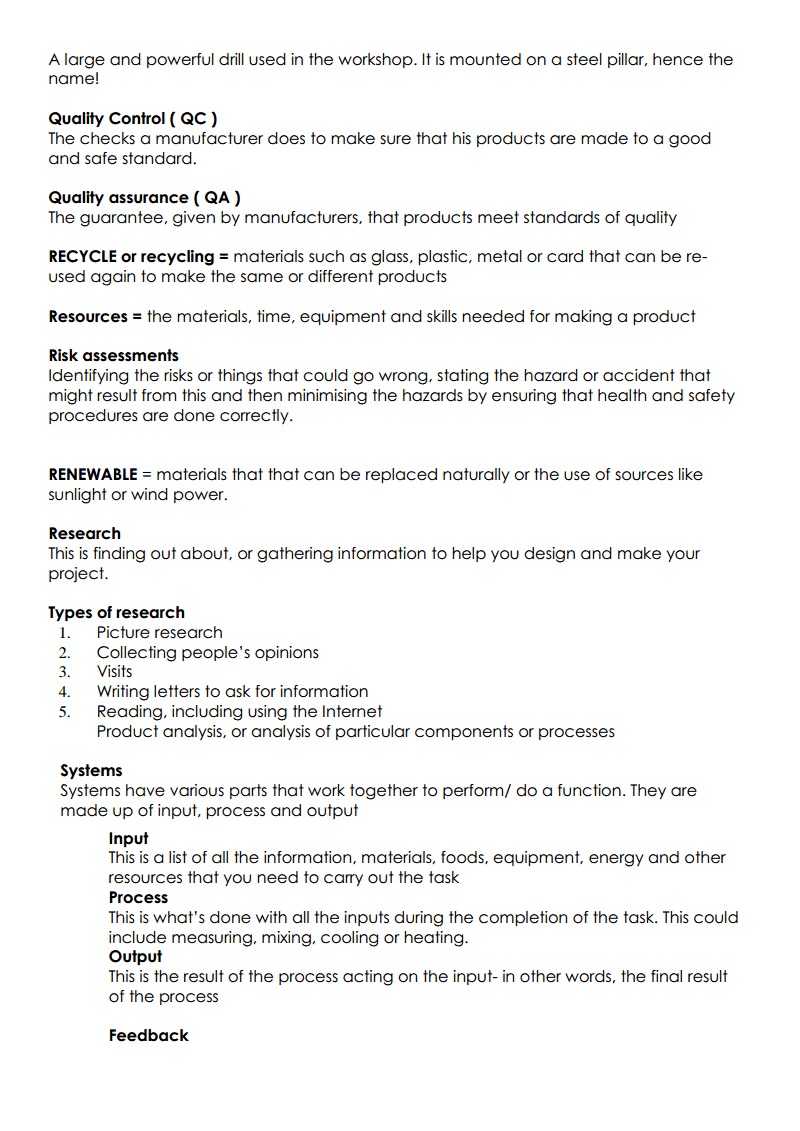 A large and powerful drill used in the workshop. It is mounted on a steel pillar, hence the
name!
Quality Control ( QC )
The checks a manufacturer does to make sure that his products are made to a good
and safe standard.
Quality assurance ( QA )
The guarantee, given by manufacturers, that products meet standards of quality
RECYCLE or recycling = materials such as glass, plastic, metal or card that can be re-
used again to make the same or different products
Resources = the materials, time, equipment and skills needed for making a product
Risk assessments
Identifying the risks or things that could go wrong, stating the hazard or accident that
might result from this and then minimising the hazards by ensuring that health and safety
procedures are done correctly.
RENEWABLE = materials that that can be replaced naturally or the use of sources like
sunlight or wind power.
Research
This is finding out about, or gathering information to help you design and make your
project.
Types of research
1. Picture research
2. Collecting people's opinions
3. Visits
4. Writing letters to ask for information
5. Reading, including using the Internet
Product analysis, or analysis of particular components or processes
Systems
Systems have various parts that work together to perform/ do a function. They are
made up of input, process and output
Input
This is a list of all the information, materials, foods, equipment, energy and other
resources that you need to carry out the task
Process
This is what's done with all the inputs during the completion of the task. This could
include measuring, mixing, cooling or heating.
Output
This is the result of the process acting on the input- in other words, the final result
of the process
Feedback